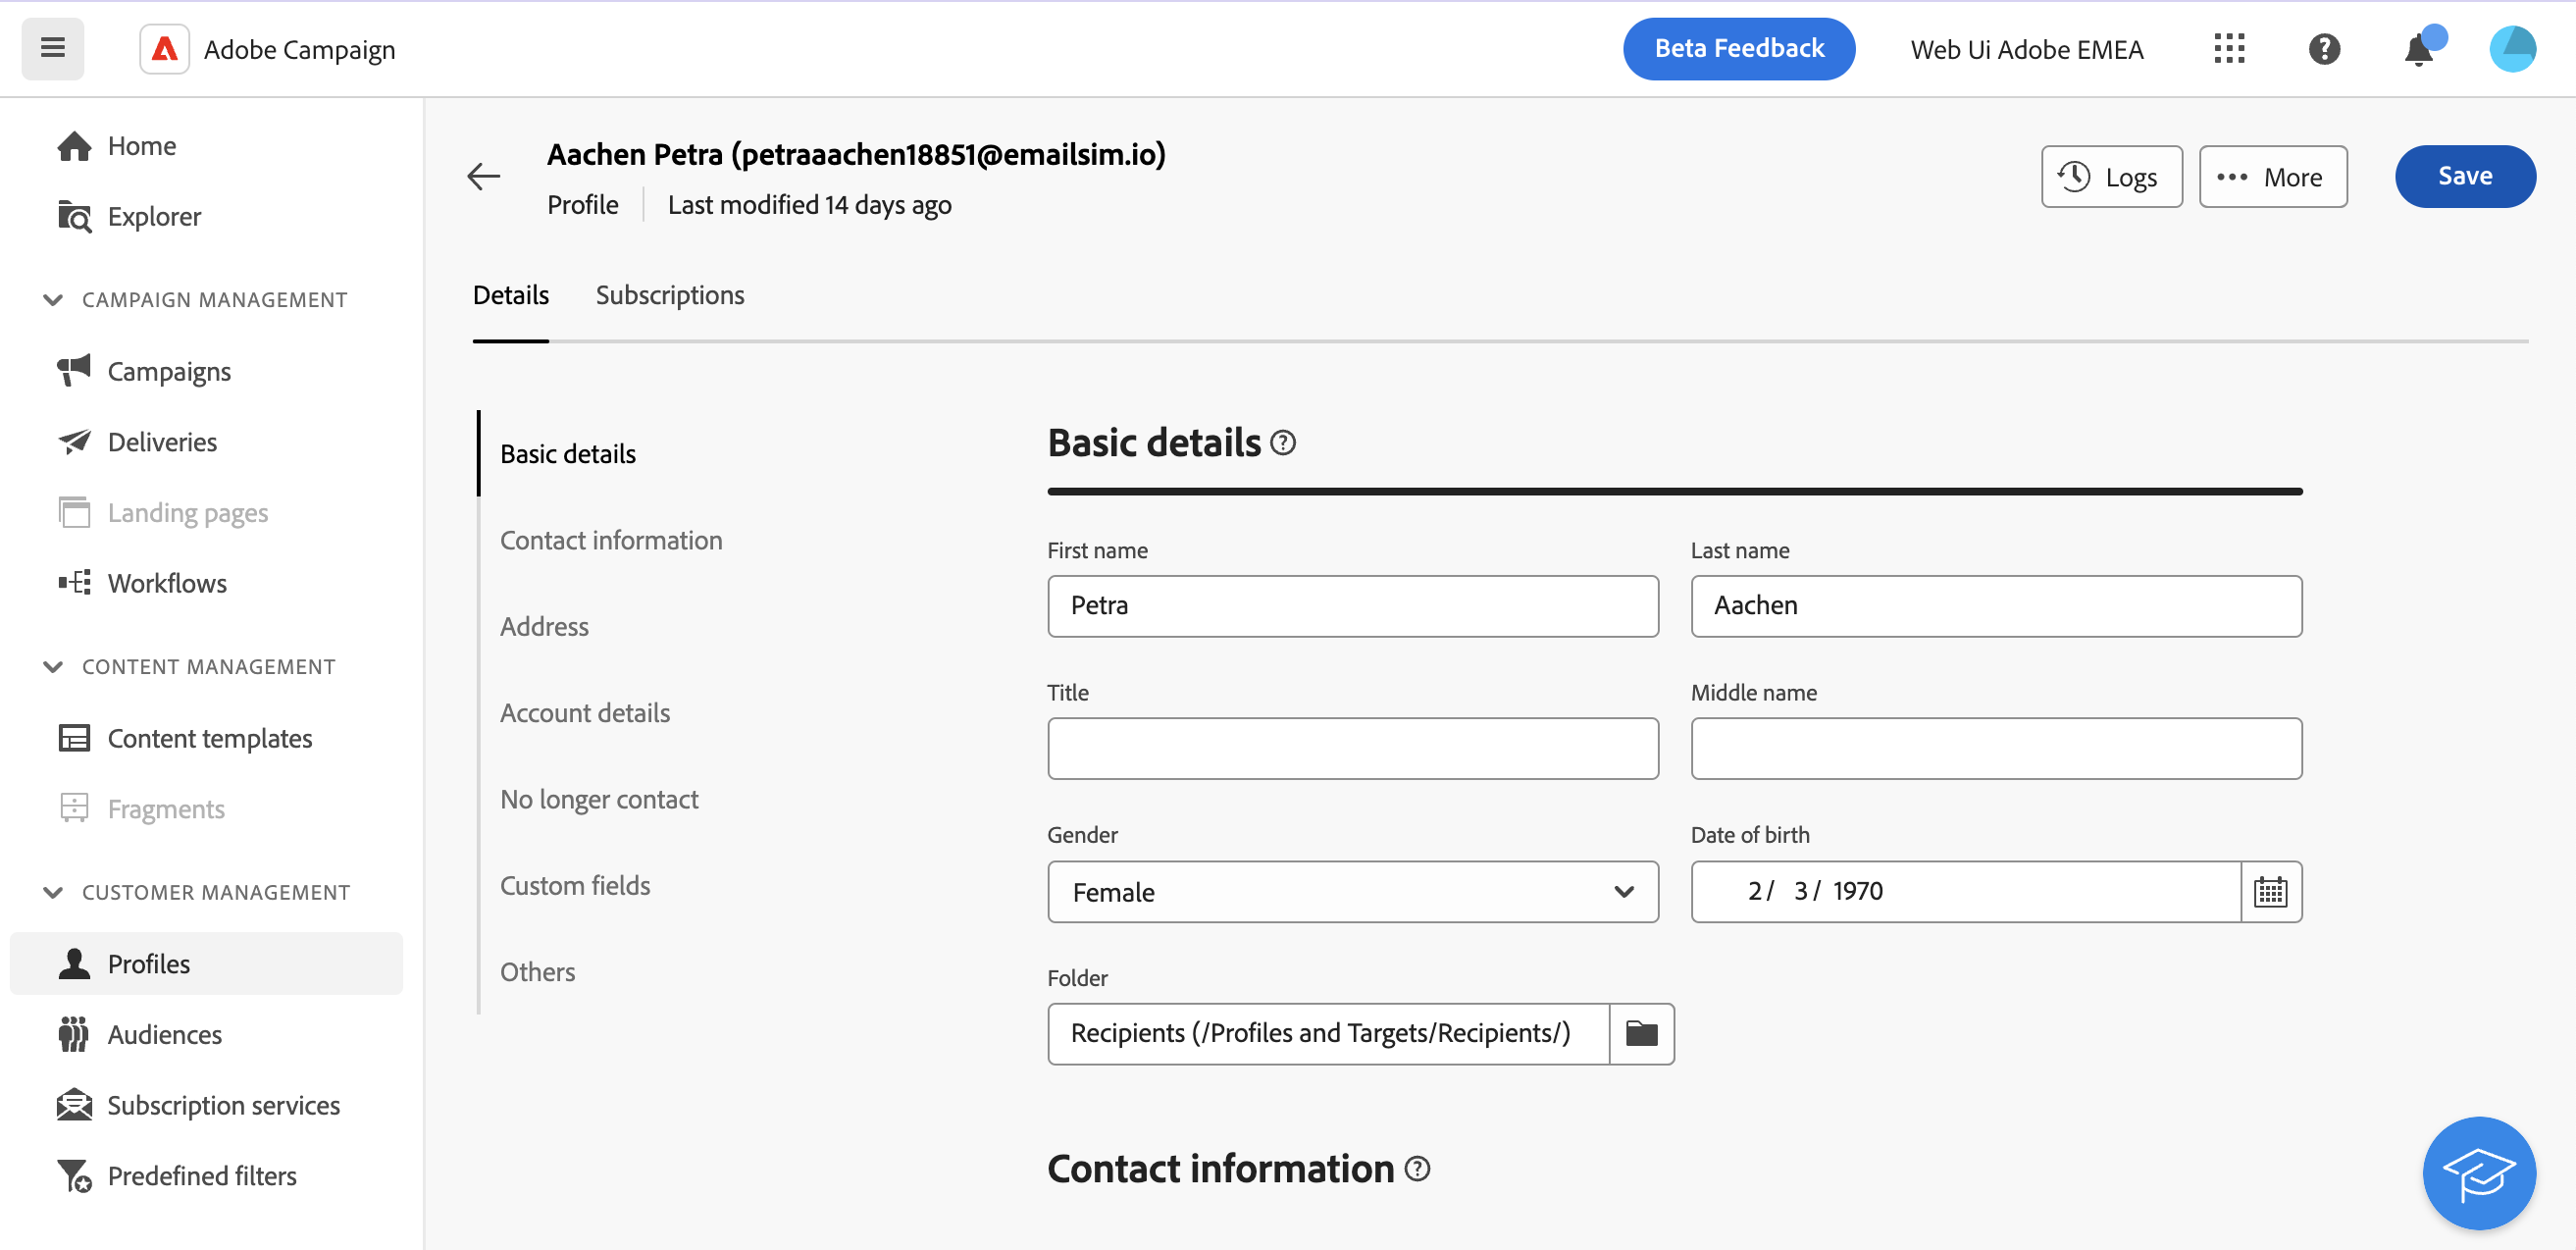 Adobe Campaign
Beta Feedback
Web Ui Adobe EMEA
Home
Explorer
CAMPAIGN MANAGEMENT
Campaigns
Deliveries
Landing pages
Workflows
CONTENT MANAGEMENT
Content templates
Fragments
CUSTOMER MANAGEMENT
Profiles
Audiences
Subscription services
Predefined filters
Aachen Petra (petraaachen18851@emailsim.io)
Profile
Last modified 14 days ago
Logs
More
Save
Details
Subscriptions
Basic details
Contact information
Address
Account details
No longer contact
Custom fields
Others
Basic details
First name
Last name
Petra
Aachen
Title
Middle name
Gender
Date of birth
Female
2/ 3/ 1970
Folder
Recipients (/Profiles and Targets/Recipients/)
Contact information